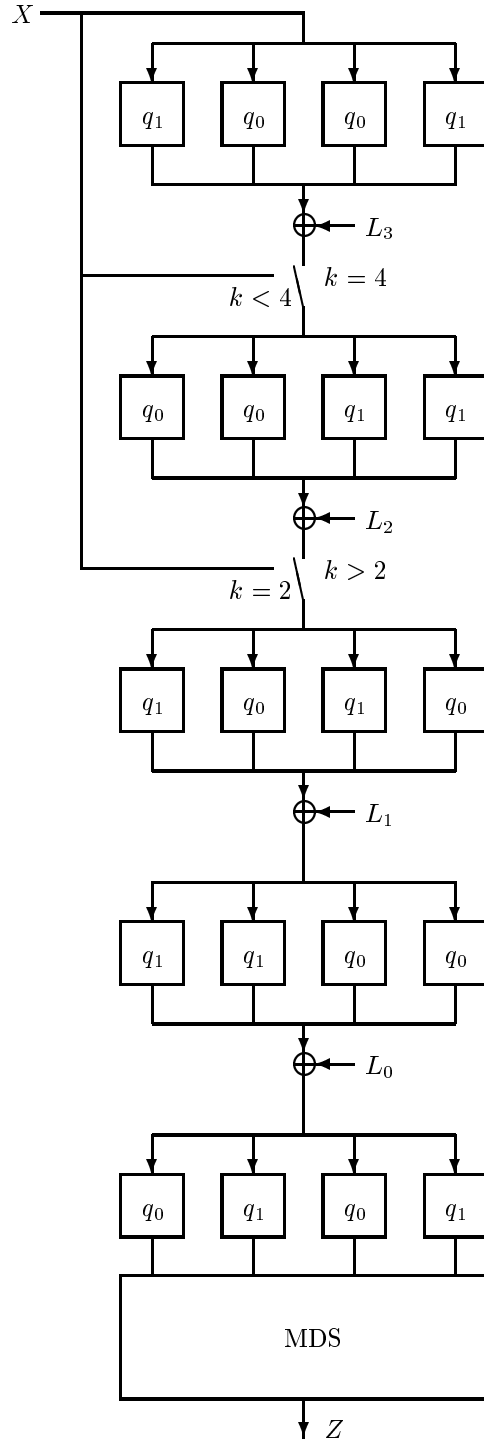 X
q₁ q₀ q₀ q₁
L₃
k < 4 k = 4
q₀ q₀ q₁ q₁
L₂
k = 2 k > 2
q₁ q₀ q₁ q₀
L₁
q₁ q₁ q₀ q₀
L₀
q₀ q₁ q₀ q₁
MDS
Z